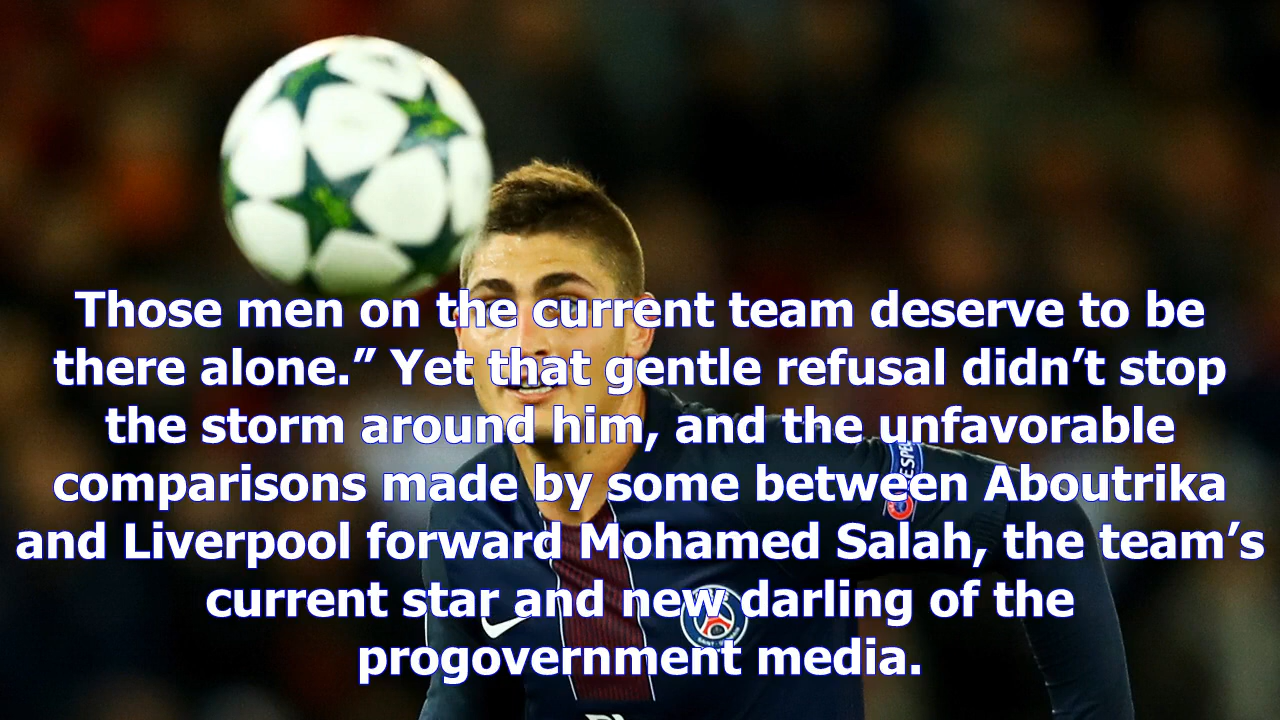 Those men on the current team deserve to be
there alone.” Yet that gentle refusal didn’t stop
the storm around him, and the unfavorable
comparisons made by some between Aboutrika
and Liverpool forward Mohamed Salah, the team’s
current star and new darling of the
progovernment media.